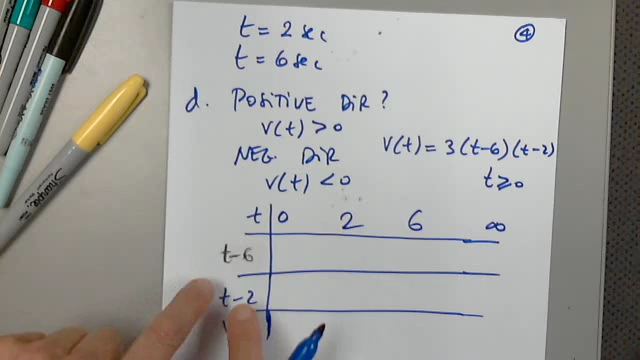 t = 2 sec
t = 6 sec
④
d. POSITIVE DIR?
v(t) > 0
NEG. DIR
v(t) = 3(t-6)(t-2)
v(t) < 0
t ≥ 0
t 0 2 6 ∞
t-6
t-2